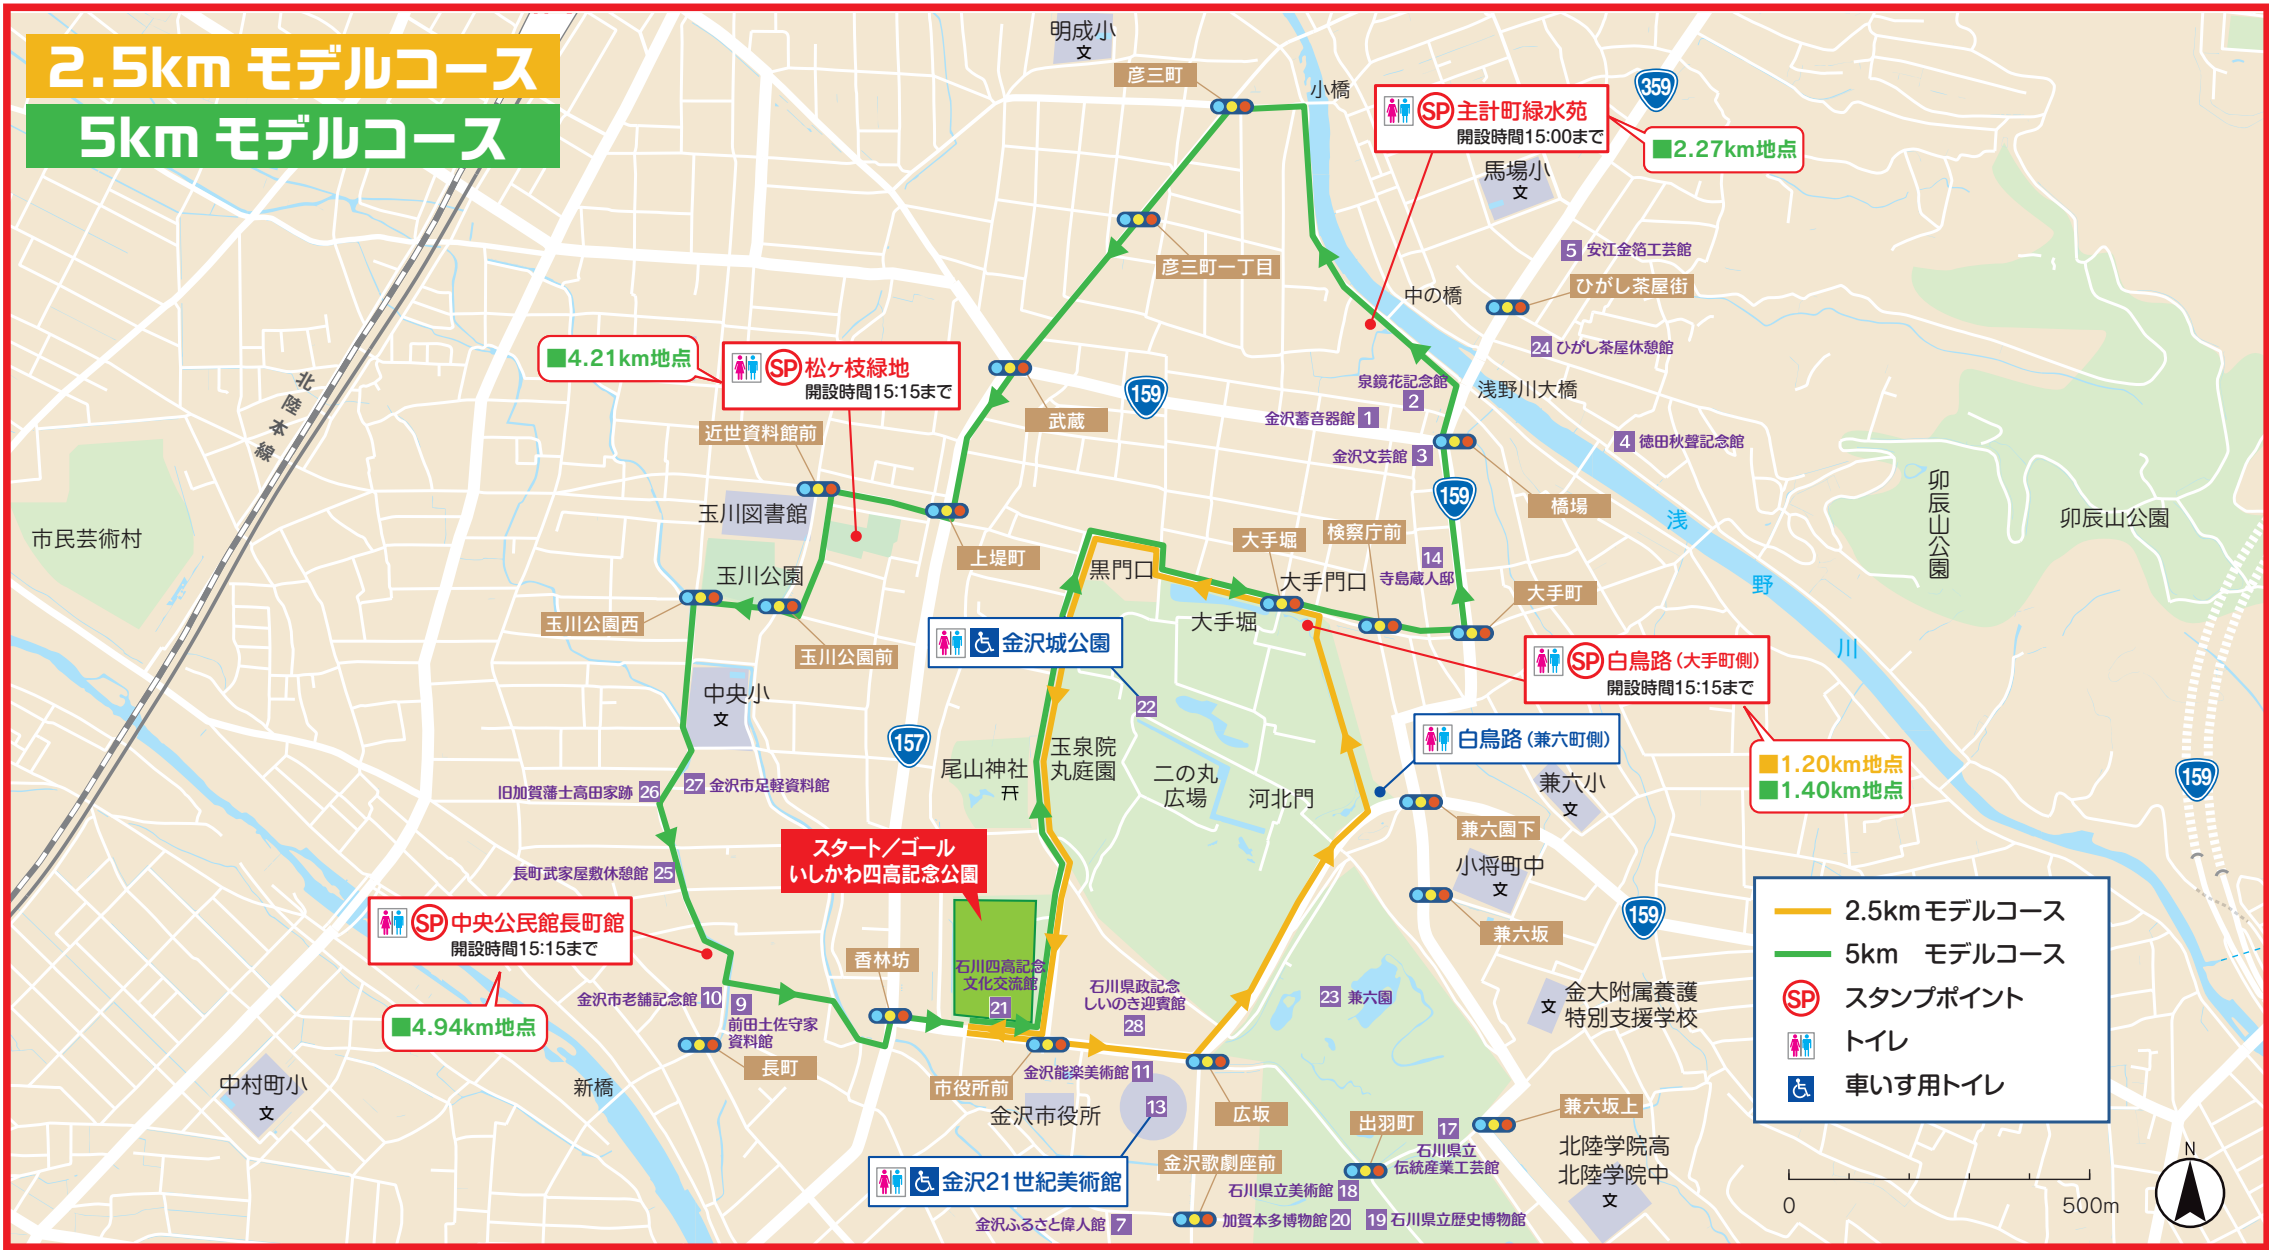 2.5km モデルコース
5km モデルコース
明成小
文
彦三町
小橋
SP 主計町緑水苑
開設時間15:00まで
359
■2.27km地点
馬場小
文
彦三町一丁目
5 安江金箔工芸館
ひがし茶屋街
中の橋
24 ひがし茶屋休憩館
■4.21km地点
SP 松ヶ枝緑地
開設時間15:15まで
北陸本線
159
泉鏡花記念館
2
浅野川大橋
金沢蓄音器館 1
武蔵
近世資料館前
4 徳田秋聲記念館
金沢文芸館 3
159
橋場
浅野川
卯辰山公園
卯辰山公園
玉川図書館
市民芸術村
上堤町
大手堀
検察庁前
14
寺島蔵人邸
黒門口
大手門口
大手町
玉川公園
玉川公園西
大手堀
玉川公園前
金沢城公園
SP 白鳥路（大手町側）
開設時間15:15まで
中央小
文
22
157
白鳥路（兼六町側）
■1.20km地点
■1.40km地点
159
尾山神社
玉泉院
丸庭園
二の丸
広場
河北門
兼六小
文
旧加賀藩士高田家跡 26
27 金沢市足軽資料館
兼六園下
スタート／ゴール
いしかわ四高記念公園
小将町中
文
長町武家屋敷休憩館 25
159
SP 中央公民館長町館
開設時間15:15まで
兼六坂
香林坊
石川四高記念
文化交流館
21
石川県政記念
しいのき迎賓館
28
23 兼六園
金大附属養護
特別支援学校
文
金沢市老舗記念館 10
9
前田土佐守家
資料館
■4.94km地点
長町
新橋
中村町小
文
市役所前
金沢能楽美術館 11
13
金沢市役所
広坂
出羽町
17
石川県立
伝統産業工芸館
兼六坂上
北陸学院高
北陸学院中
文
金沢21世紀美術館
金沢歌劇座前
石川県立美術館 18
金沢ふるさと偉人館 7
加賀本多博物館 20
19 石川県立歴史博物館
2.5kmモデルコース
5km モデルコース
SP スタンプポイント
トイレ
車いす用トイレ
0 500m
N